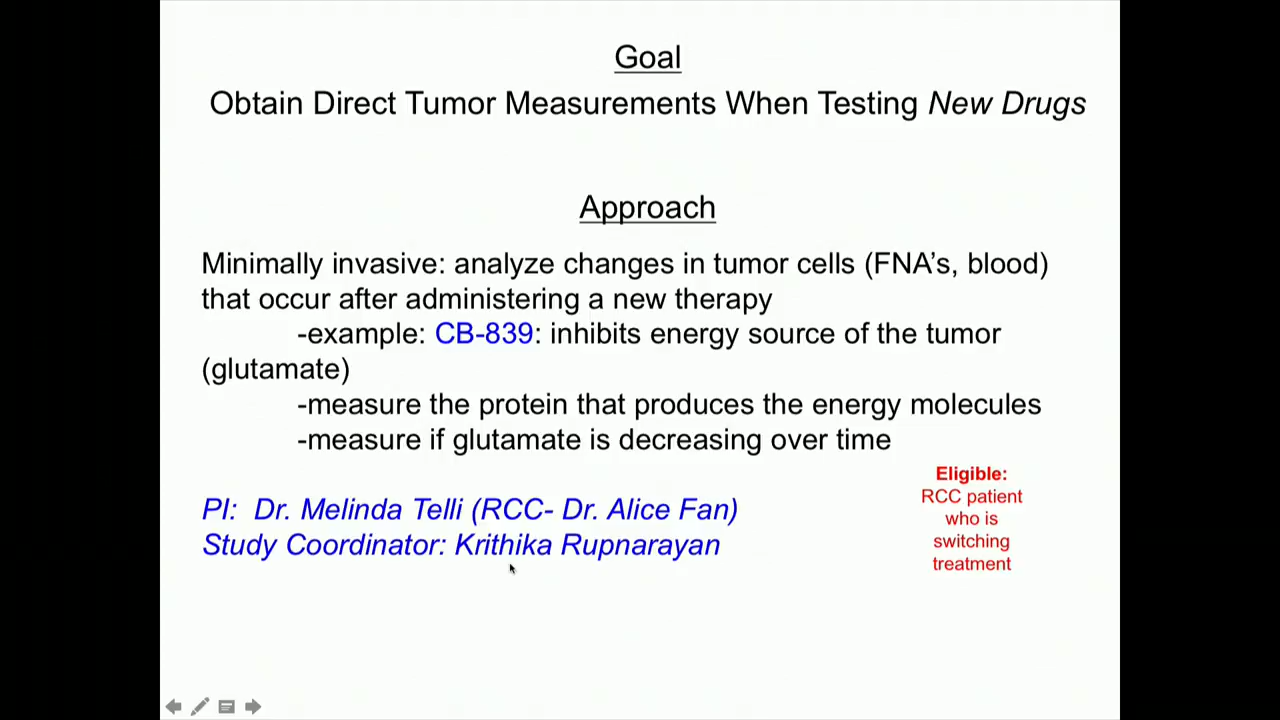 Goal
Obtain Direct Tumor Measurements When Testing New Drugs
Approach
Minimally invasive: analyze changes in tumor cells (FNA's, blood)
that occur after administering a new therapy
-example: CB-839: inhibits energy source of the tumor
(glutamate)
-measure the protein that produces the energy molecules
-measure if glutamate is decreasing over time
PI: Dr. Melinda Telli (RCC- Dr. Alice Fan)
Study Coordinator: Krithika Rupnarayan
Eligible:
RCC patient
who is
switching
treatment